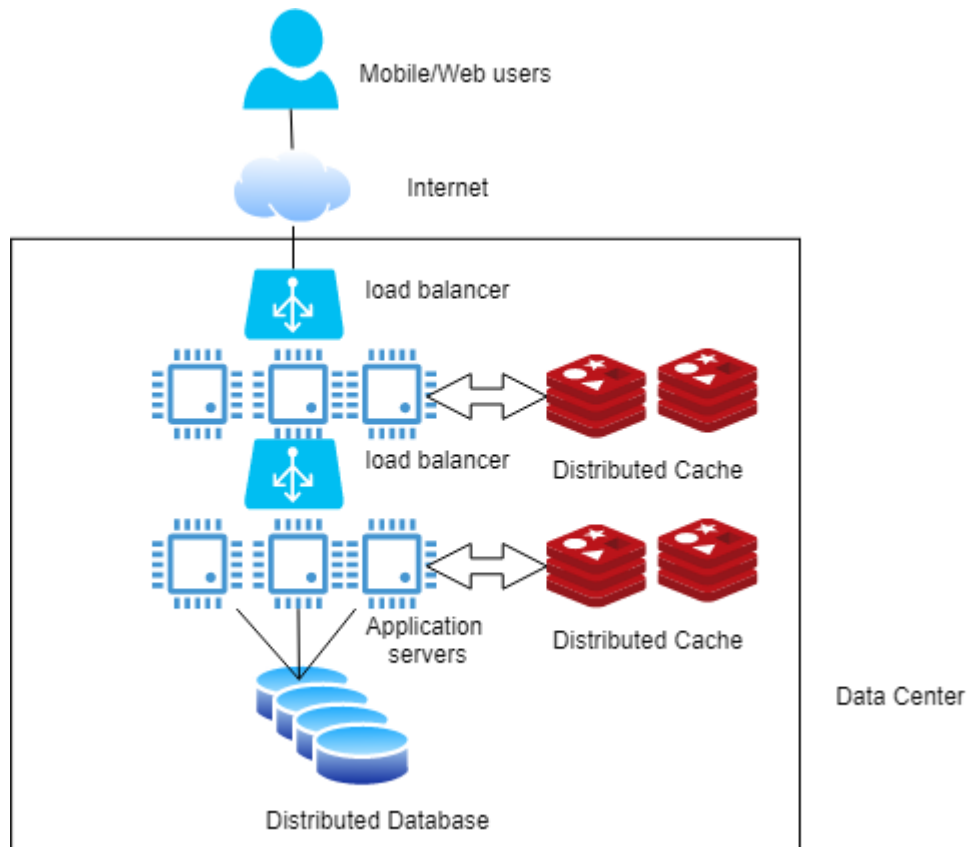 Mobile/Web users
Internet
load balancer
load balancer
Distributed Cache
Application
servers
Distributed Cache
Data Center
Distributed Database